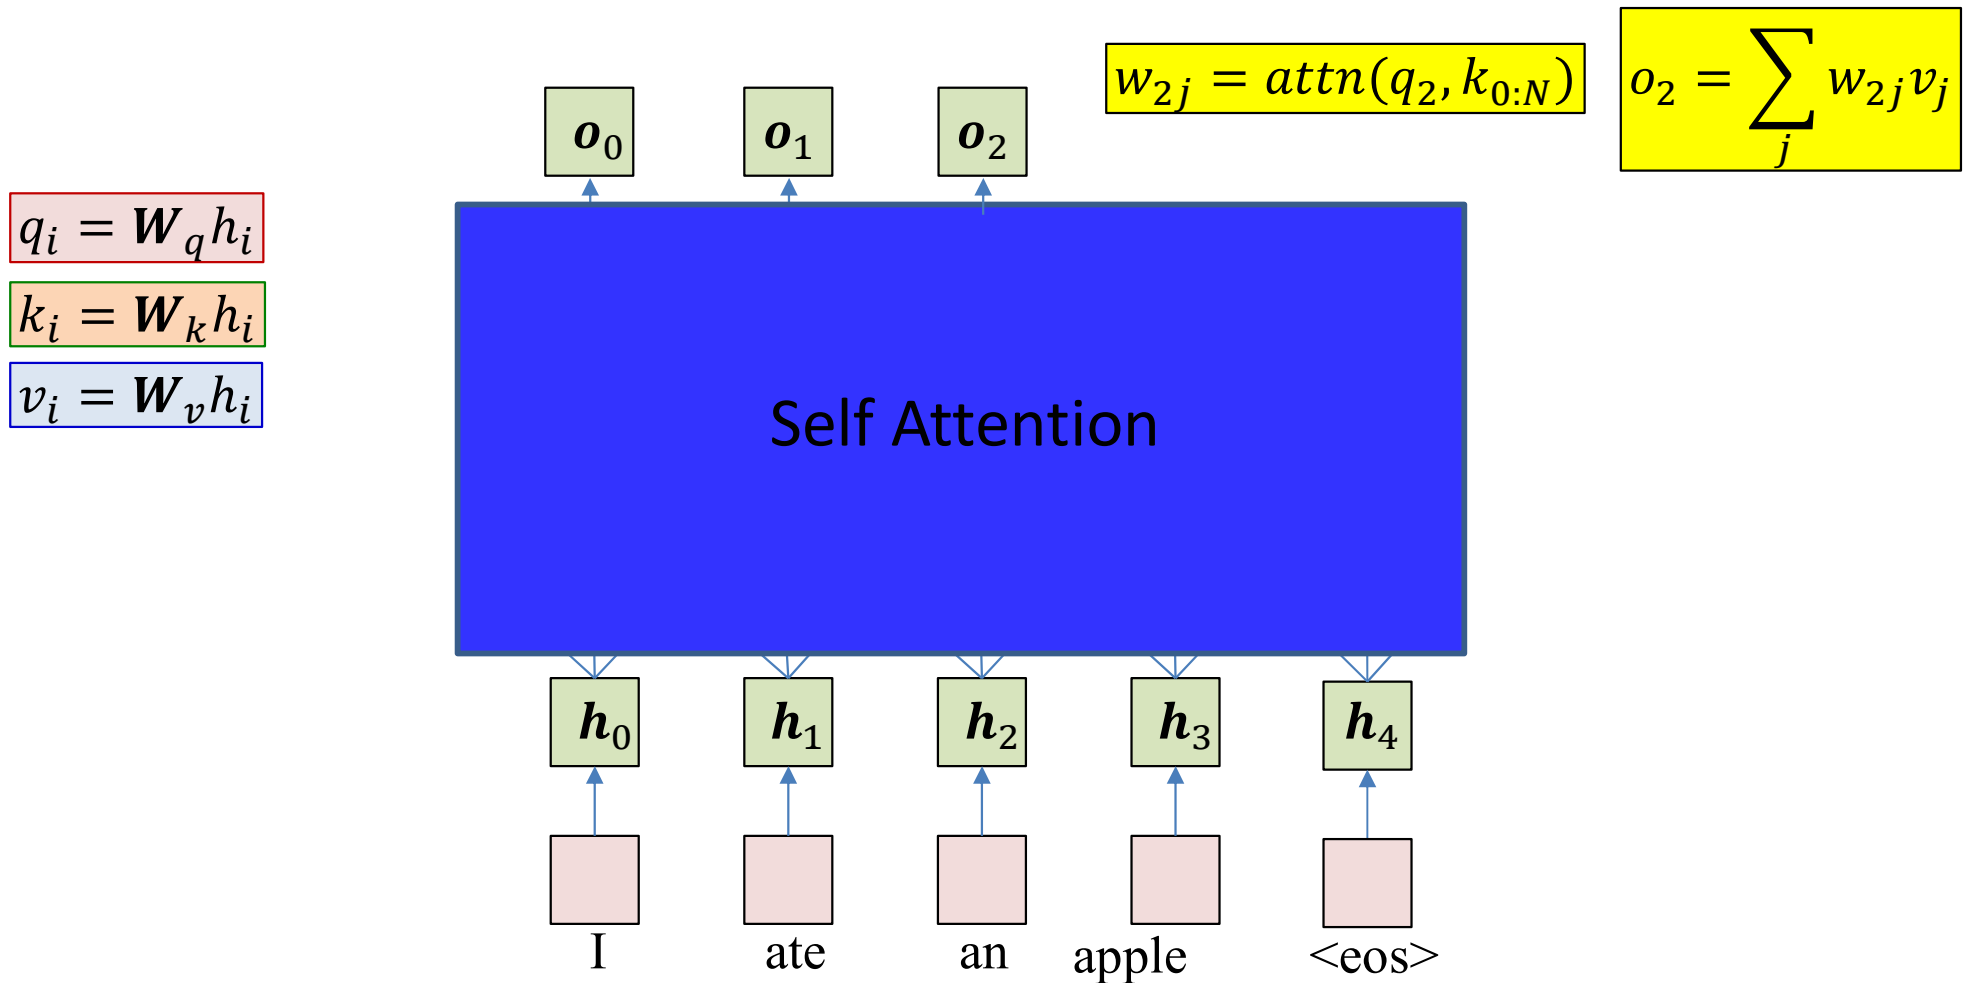 w_{2j} = attn(q_2, k_{0:N})
o_2 = \sum_j w_{2j} v_j
o_0 o_1 o_2
q_i = W_q h_i
k_i = W_k h_i
v_i = W_v h_i
Self Attention
h_0 h_1 h_2 h_3 h_4
I ate an apple <eos>